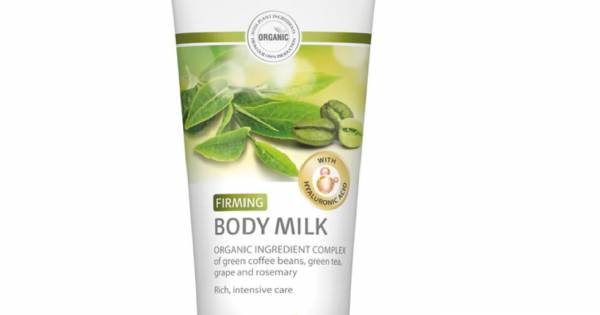 ORGANIC
WITH
HYALURONIC ACID
FIRMING
BODY MILK
ORGANIC INGREDIENT COMPLEX
of green coffee beans, green tea,
grape and rosemary
Rich, intensive care